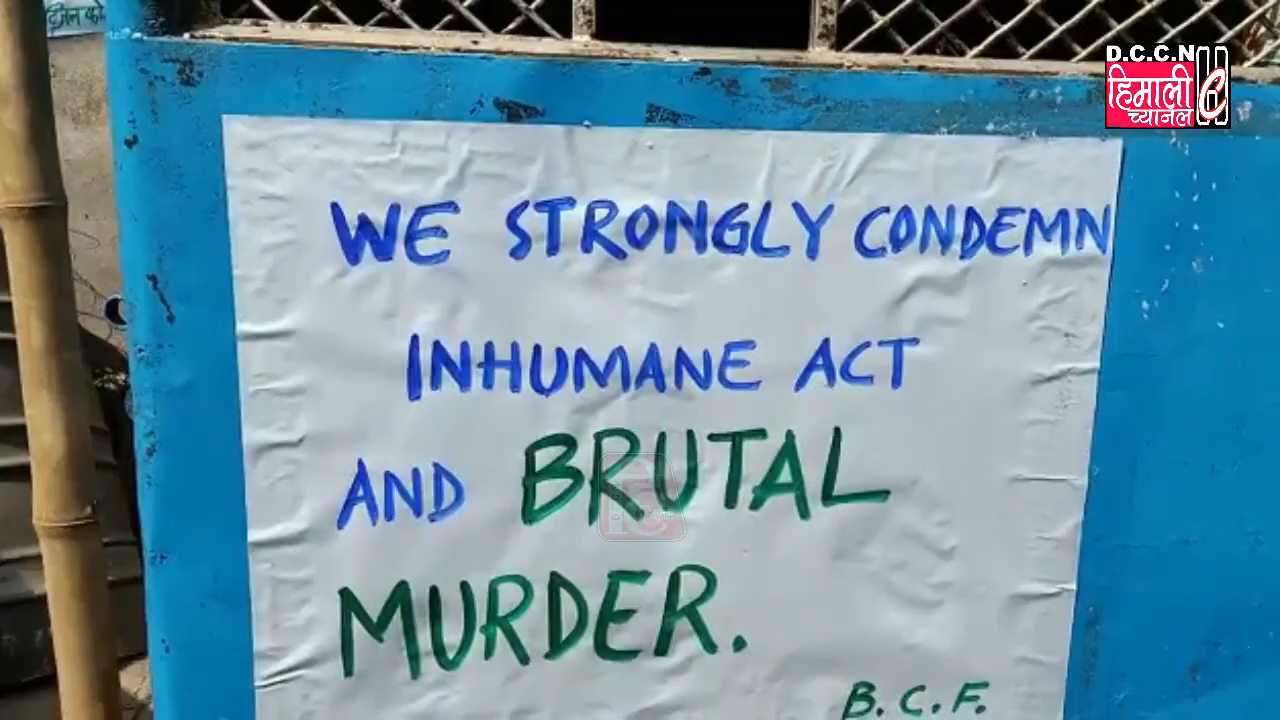 D.C.C.N
हिमाली
च्यानल
WE STRONGLY CONDEMN
INHUMANE ACT
AND BRUTAL
MURDER.
B.C.F.